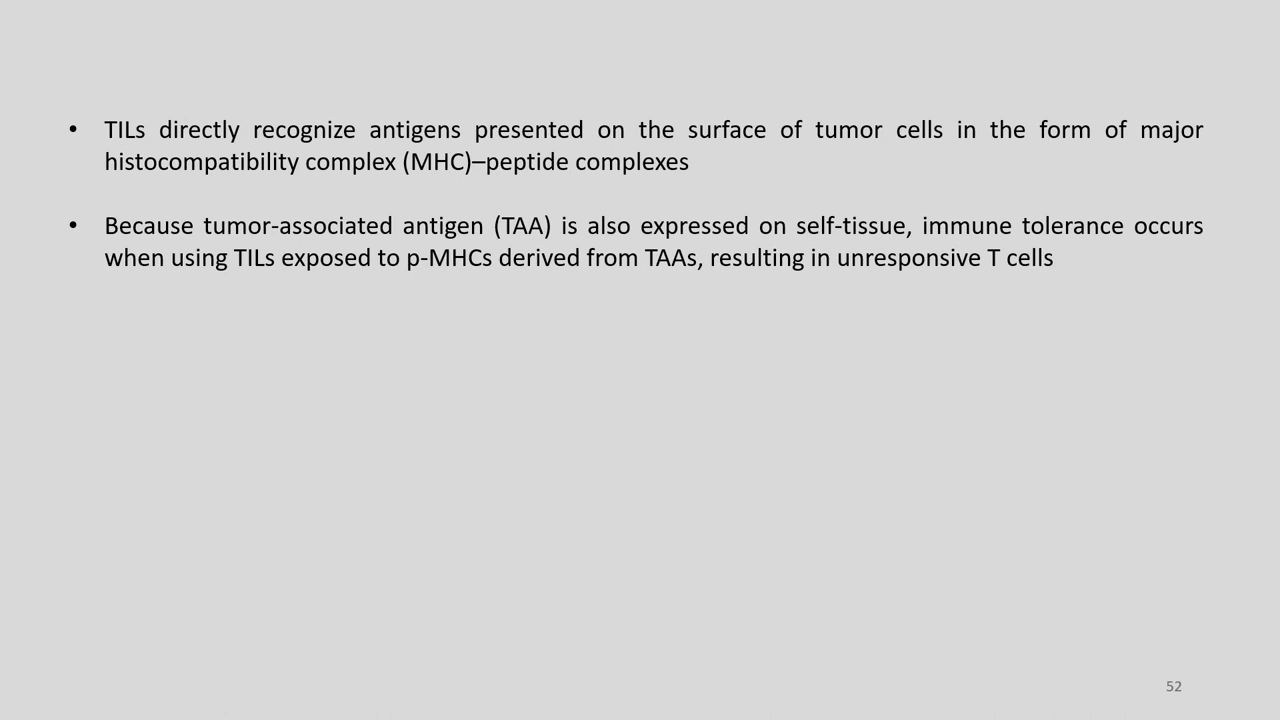 • TILs directly recognize antigens presented on the surface of tumor cells in the form of major
histocompatibility complex (MHC)–peptide complexes
• Because tumor-associated antigen (TAA) is also expressed on self-tissue, immune tolerance occurs
when using TILs exposed to p-MHCs derived from TAAs, resulting in unresponsive T cells
52